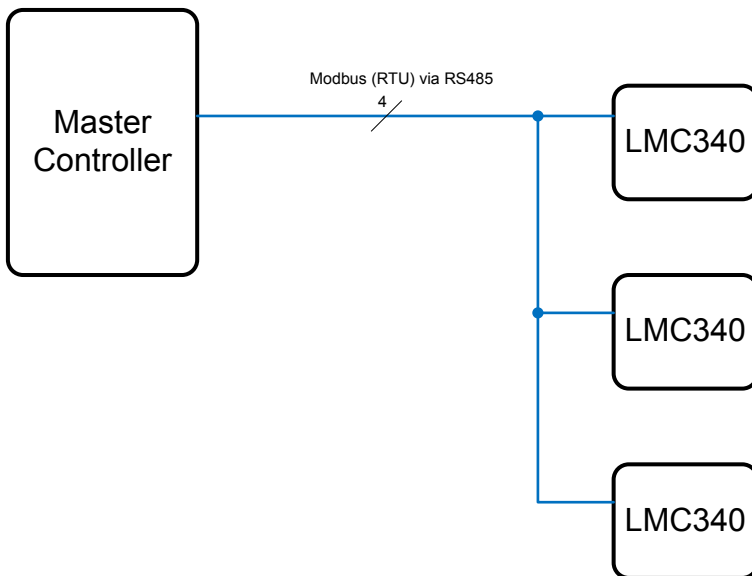 Modbus (RTU) via RS485
4
Master
Controller
LMC340
LMC340
LMC340